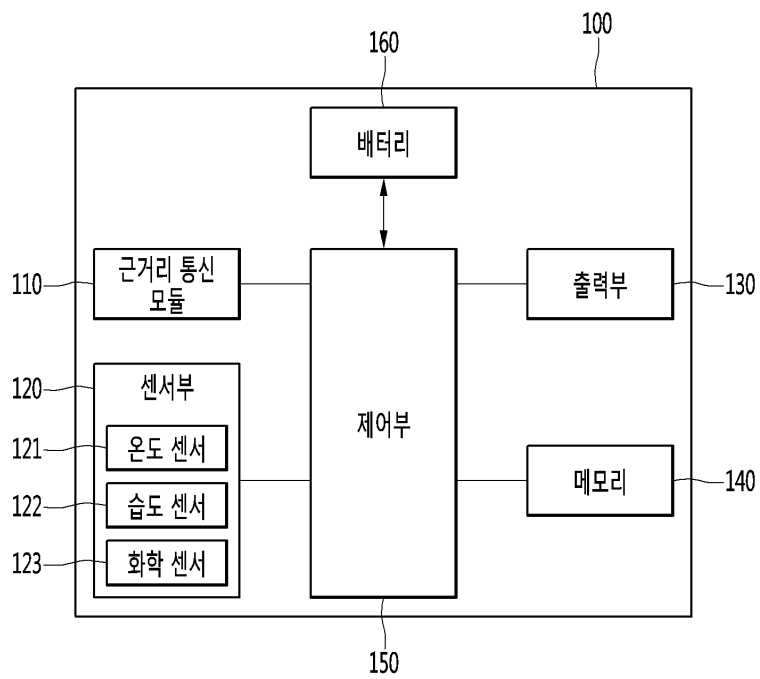 100
160
배터리
110
근거리 통신
모듈
출력부
130
120
센서부
121
온도 센서
122
습도 센서
123
화학 센서
제어부
메모리
140
150